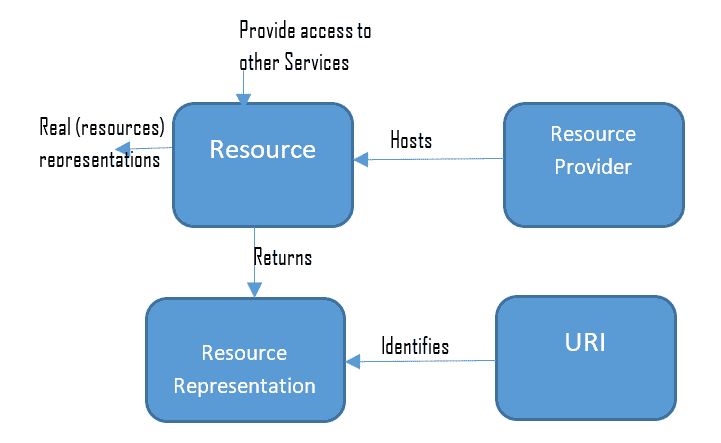 Provide access to
other Services
Real (resources)
representations
Resource
Hosts
Resource
Provider
Returns
Resource
Representation
Identifies
URI